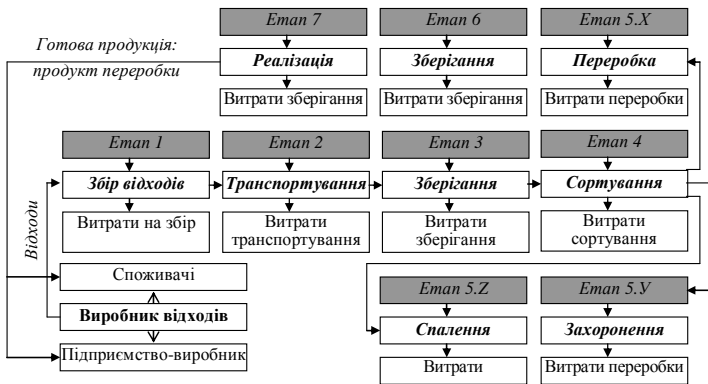 Етап 7
Етап 6
Етап 5.X
Готова продукція:
продукт переробки
Реалізація
Зберігання
Переробка
Витрати зберігання
Витрати зберігання
Витрати переробки
Етап 1
Етап 2
Етап 3
Етап 4
Збір відходів
Транспортування
Зберігання
Сортування
Відходи
Витрати на збір
Витрати
транспортування
Витрати
зберігання
Витрати
сортування
Споживачі
Виробник відходів
Підприємство-виробник
Етап 5.Z
Етап 5.У
Спалення
Захоронення
Витрати
Витрати переробки